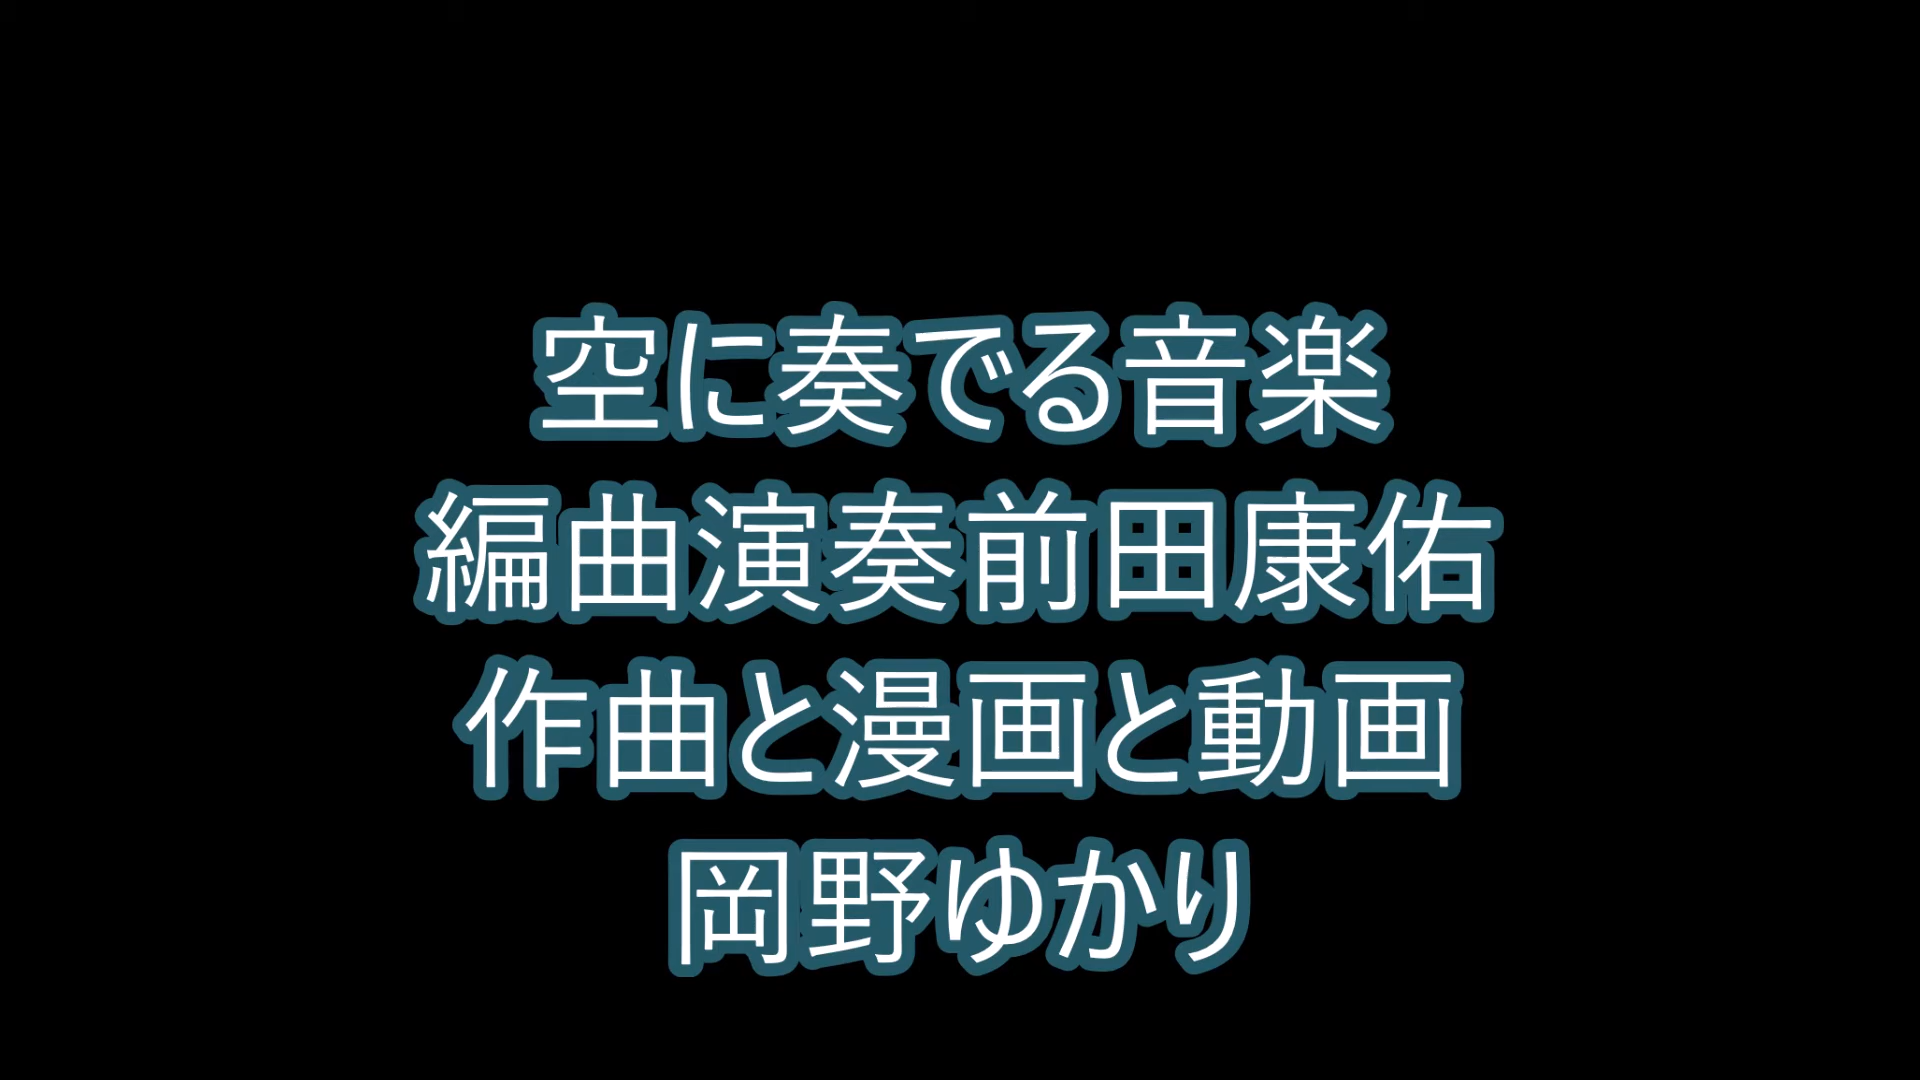 空に奏でる音楽
編曲演奏前田康佑
作曲と漫画と動画
岡野ゆかり